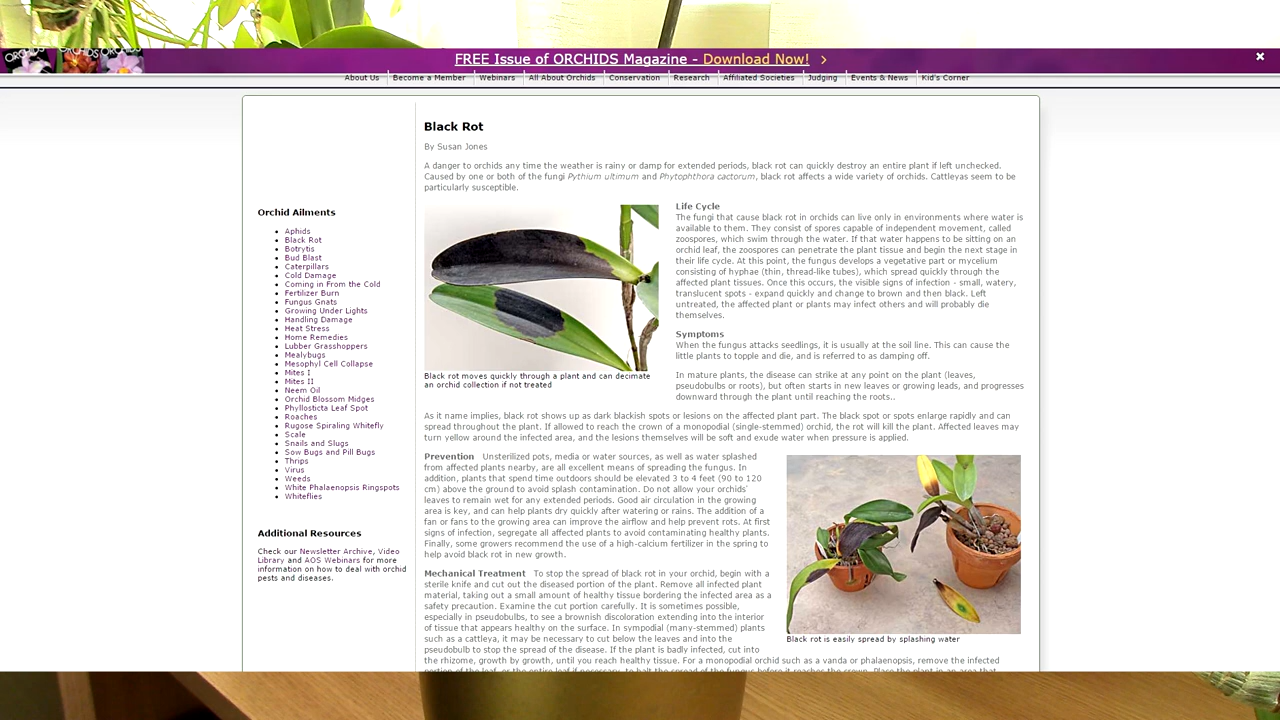 ORCHIDS ORCHIDS ORCHIDS
FREE Issue of ORCHIDS Magazine - Download Now! >
About Us
Become a Member
Webinars
All About Orchids
Conservation
Research
Affiliated Societies
Judging
Events & News
Kid's Corner
Orchid Ailments
Aphids
Black Rot
Botrytis
Bud Blast
Caterpillars
Cold Damage
Coming in From the Cold
Fertilizer Burn
Fungus Gnats
Growing Under Lights
Handling Damage
Heat Stress
Home Remedies
Lubber Grasshoppers
Mealybugs
Mesophyl Cell Collapse
Mites I
Mites II
Neem Oil
Orchid Blossom Midges
Phyllosticta Leaf Spot
Roaches
Rugose Spiraling Whitefly
Scale
Snails and Slugs
Sow Bugs and Pill Bugs
Thrips
Virus
Weeds
White Phalaenopsis Ringspots
Whiteflies
Additional Resources
Check our Newsletter Archive, Video
Library and AOS Webinars for more
information on how to deal with orchid
pests and diseases.
Black Rot
By Susan Jones
A danger to orchids any time the weather is rainy or damp for extended periods, black rot can quickly destroy an entire plant if left unchecked.
Caused by one or both of the fungi Pythium ultimum and Phytophthora cactorum, black rot affects a wide variety of orchids. Cattleyas seem to be
particularly susceptible.
Black rot moves quickly through a plant and can decimate
an orchid collection if not treated
Life Cycle
The fungi that cause black rot in orchids can live only in environments where water is
available to them. They consist of spores capable of independent movement, called
zoospores, which swim through the water. If that water happens to be sitting on an
orchid leaf, the zoospores can penetrate the plant tissue and begin the next stage in
their life cycle. At this point, the fungus develops a vegetative part or mycelium
consisting of hyphae (thin, thread-like tubes), which spread quickly through the
affected plant tissues. Once this occurs, the visible signs of infection - small, watery,
translucent spots - expand quickly and change to brown and then black. Left
untreated, the affected plant or plants may infect others and will probably die
themselves.
Symptoms
When the fungus attacks seedlings, it is usually at the soil line. This can cause the
little plants to topple and die, and is referred to as damping off.
In mature plants, the disease can strike at any point on the plant (leaves,
pseudobulbs or roots), but often starts in new leaves or growing leads, and progresses
downward through the plant until reaching the roots..
As it name implies, black rot shows up as dark blackish spots or lesions on the affected plant part. The black spot or spots enlarge rapidly and can
spread throughout the plant. If allowed to reach the crown of a monopodial (single-stemmed) orchid, the rot will kill the plant. Affected leaves may
turn yellow around the infected area, and the lesions themselves will be soft and exude water when pressure is applied.
Prevention Unsterilized pots, media or water sources, as well as water splashed
from affected plants nearby, are all excellent means of spreading the fungus. In
addition, plants that spend time outdoors should be elevated 3 to 4 feet (90 to 120
cm) above the ground to avoid splash contamination. Do not allow your orchids'
leaves to remain wet for any extended periods. Good air circulation in the growing
area is key, and can help plants dry quickly after watering or rains. The addition of a
fan or fans to the growing area can improve the airflow and help prevent rots. At first
signs of infection, segregate all affected plants to avoid contaminating healthy plants.
Finally, some growers recommend the use of a high-calcium fertilizer in the spring to
help avoid black rot in new growth.
Black rot is easily spread by splashing water
Mechanical Treatment To stop the spread of black rot in your orchid, begin with a
sterile knife and cut out the diseased portion of the plant. Remove all infected plant
material, taking out a small amount of healthy tissue bordering the infected area as a
safety precaution. Examine the cut portion carefully. It is sometimes possible,
especially in pseudobulbs, to see a brownish discoloration extending into the interior
of tissue that appears healthy on the surface. In sympodial (many-stemmed) plants
such as a cattleya, it may be necessary to cut below the leaves and into the
pseudobulb to stop the spread of the disease. If the plant is badly infected, cut into
the rhizome, growth by growth, until you reach healthy tissue. For a monopodial orchid such as a vanda or phalaenopsis, remove the infected
portion of the leaf, or the entire leaf if necessary, to halt the spread of the fungus before it reaches the crown. Place the plant in an area that